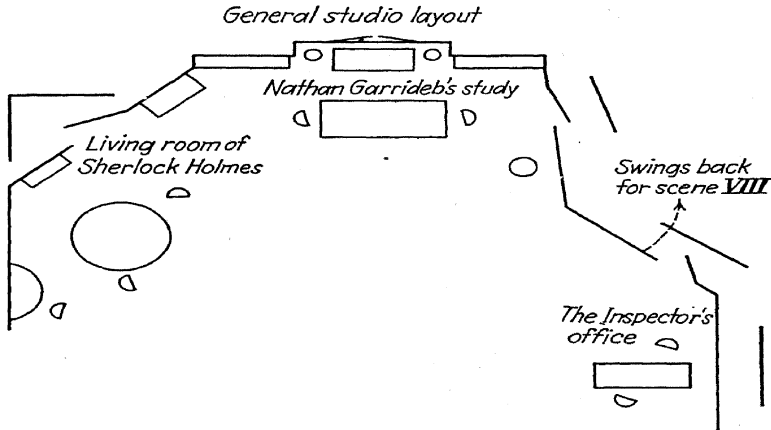 General studio layout
Nathan Garrideb's study
Living room of
Sherlock Holmes
Swings back
for scene VIII
The Inspector's
office